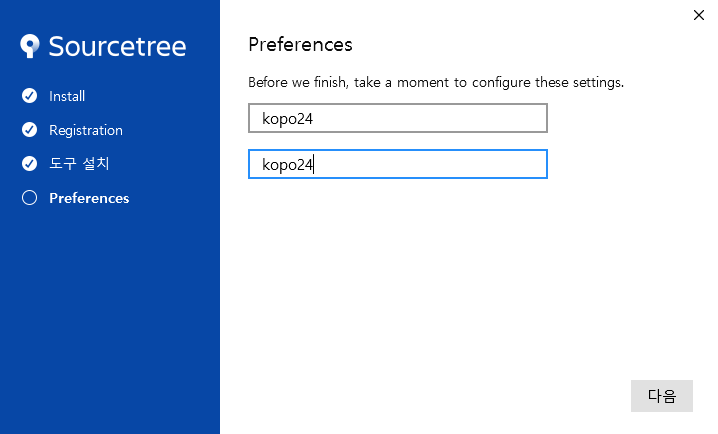 Sourcetree
Install
Registration
도구 설치
Preferences
Preferences
Before we finish, take a moment to configure these settings.
kopo24
kopo24
다음